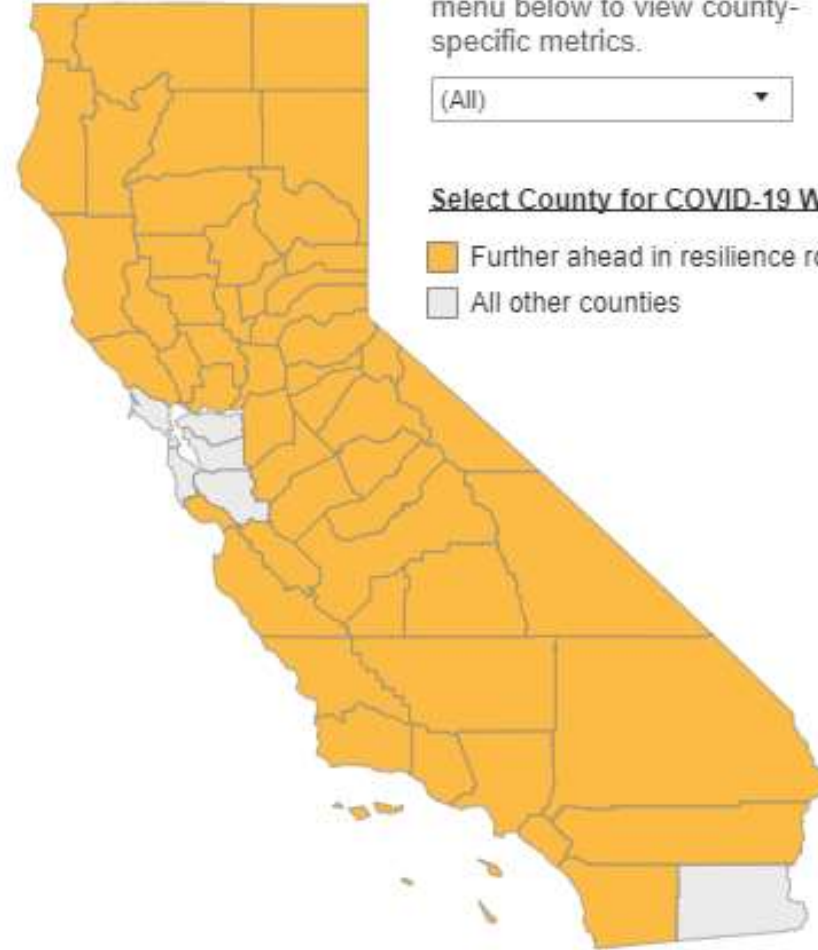 menu below to view county-
specific metrics.
(All)
Select County for COVID-19
Further ahead in resilience
All other counties